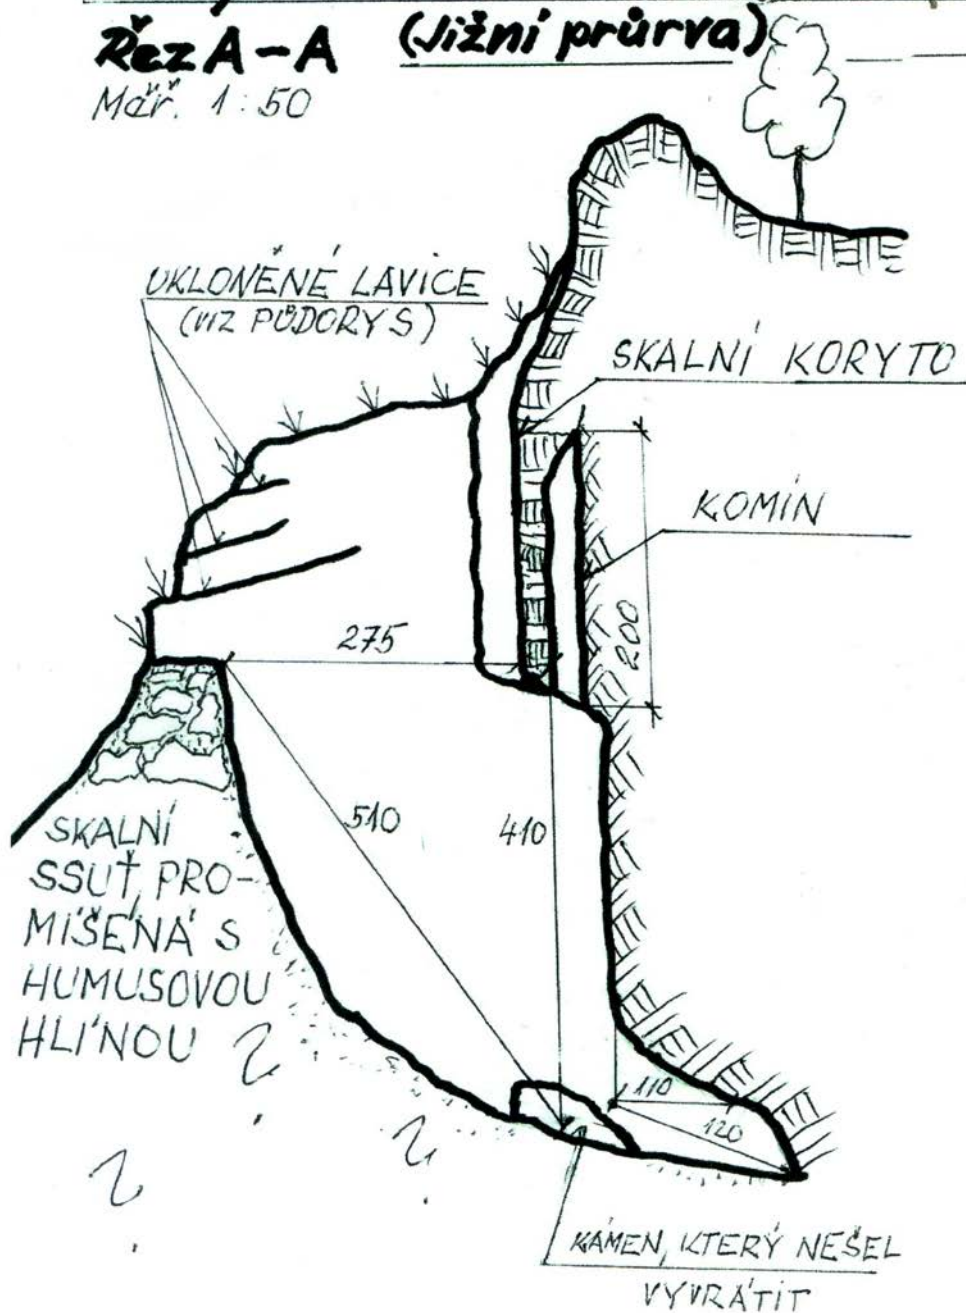 Řez A-A (Jižní průrva)
Měř. 1:50
UKLONĚNÉ LAVICE
(VIZ PŮDORYS)
SKALNÍ KORYTO
KOMÍN
275
200
510
410
SKALNÍ
SSUŤ, PRO-
MÍŠENÁ S
HUMUSOVOU
HLÍNOU
110
120
KÁMEN, KTERÝ NEŠEL
VYVRÁTIT